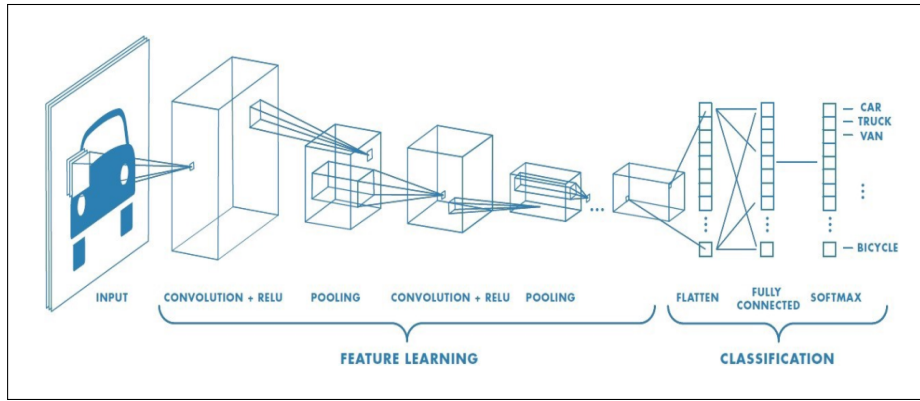 CAR
TRUCK
VAN
BICYCLE
INPUT
CONVOLUTION + RELU
POOLING
CONVOLUTION + RELU
POOLING
FLATTEN
FULLY
CONNECTED
SOFTMAX
FEATURE LEARNING
CLASSIFICATION